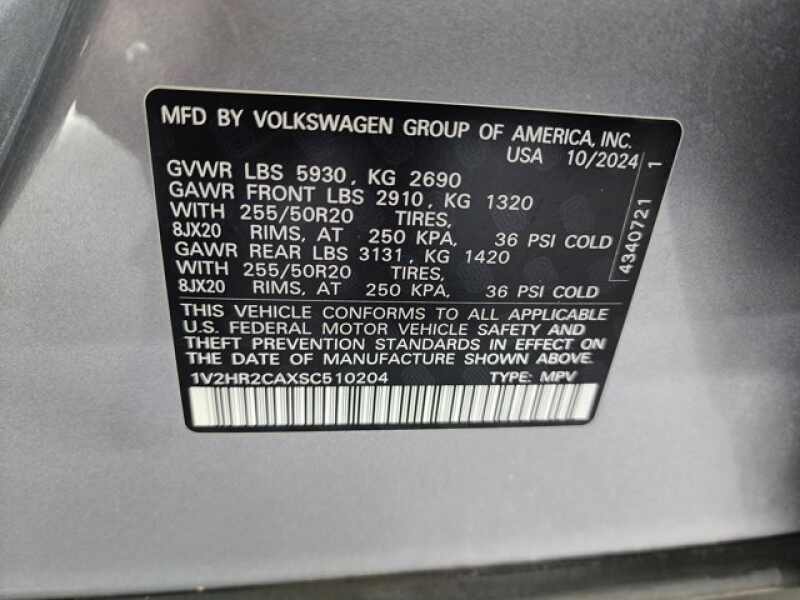 MFD BY VOLKSWAGEN GROUP OF AMERICA, INC.
USA 10/2024
GVWR LBS 5930, KG 2690
GAWR FRONT LBS 2910, KG 1320
WITH 255/50R20 TIRES,
8JX20 RIMS, AT 250 KPA, 36 PSI COLD
GAWR REAR LBS 3131, KG 1420
WITH 255/50R20 TIRES,
8JX20 RIMS, AT 250 KPA, 36 PSI COLD
THIS VEHICLE CONFORMS TO ALL APPLICABLE
U.S. FEDERAL MOTOR VEHICLE SAFETY AND
THEFT PREVENTION STANDARDS IN EFFECT ON
THE DATE OF MANUFACTURE SHOWN ABOVE.
1V2HR2CAXSC510204 TYPE: MPV
4340721 1